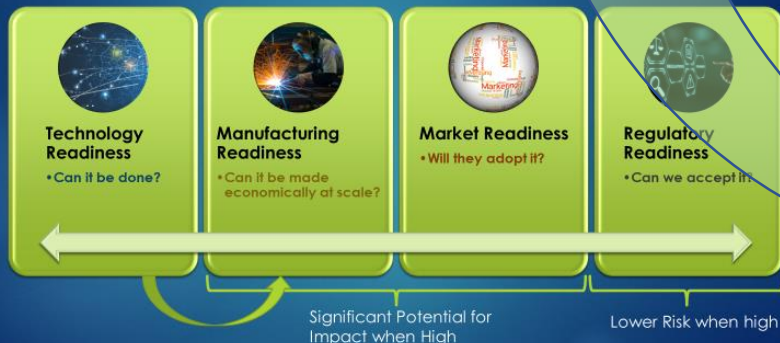 Technology
Readiness
•Can it be done?
Manufacturing
Readiness
•Can it be made
economically at scale?
Market Readiness
•Will they adopt it?
Marketing
Regulatory
Readiness
•Can we accept it?
Significant Potential for
Impact when High
Lower Risk when high